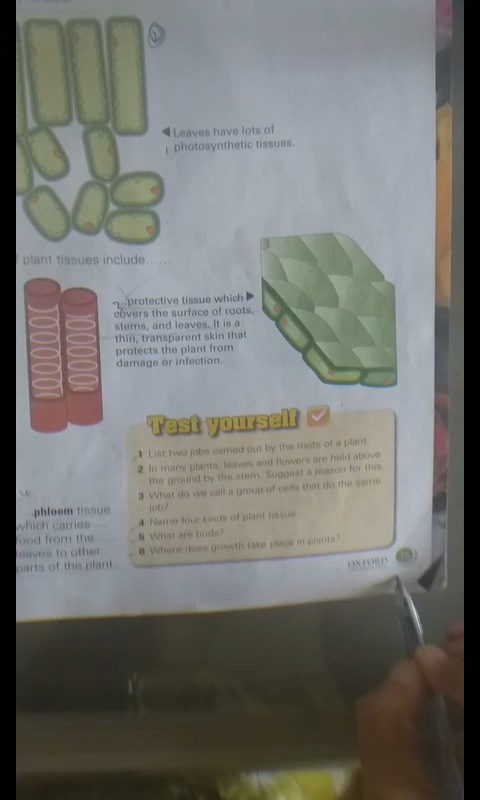 Leaves have lots of
photosynthetic tissues.
plant tissues include......
...protective tissue which
covers the surface of roots,
stems, and leaves. It is a
thin, transparent skin that
protects the plant from
damage or infection.
Test yourself
1 List two jobs carried out by the roots of a plant.
2 In many plants, leaves and flowers are held above
the ground by the stem. Suggest a reason for this
3 What do we call a group of cells that do the same
job?
4 Name four kinds of plant tissue.
5 What are buds?
6 Where does growth take place in plants?
...phloem tissue
which carries
food from the
leaves to other
parts of the plant.
OXFORD